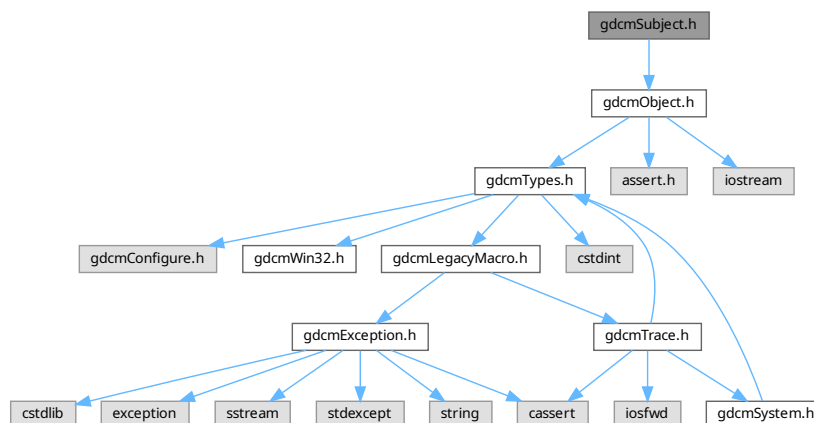 gdcmSubject.h
gdcmObject.h
gdcmTypes.h
assert.h
iostream
gdcmConfigure.h
gdcmWin32.h
gdcmLegacyMacro.h
cstdint
gdcmException.h
gdcmTrace.h
cstdlib
exception
sstream
stdexcept
string
cassert
iosfwd
gdcmSystem.h